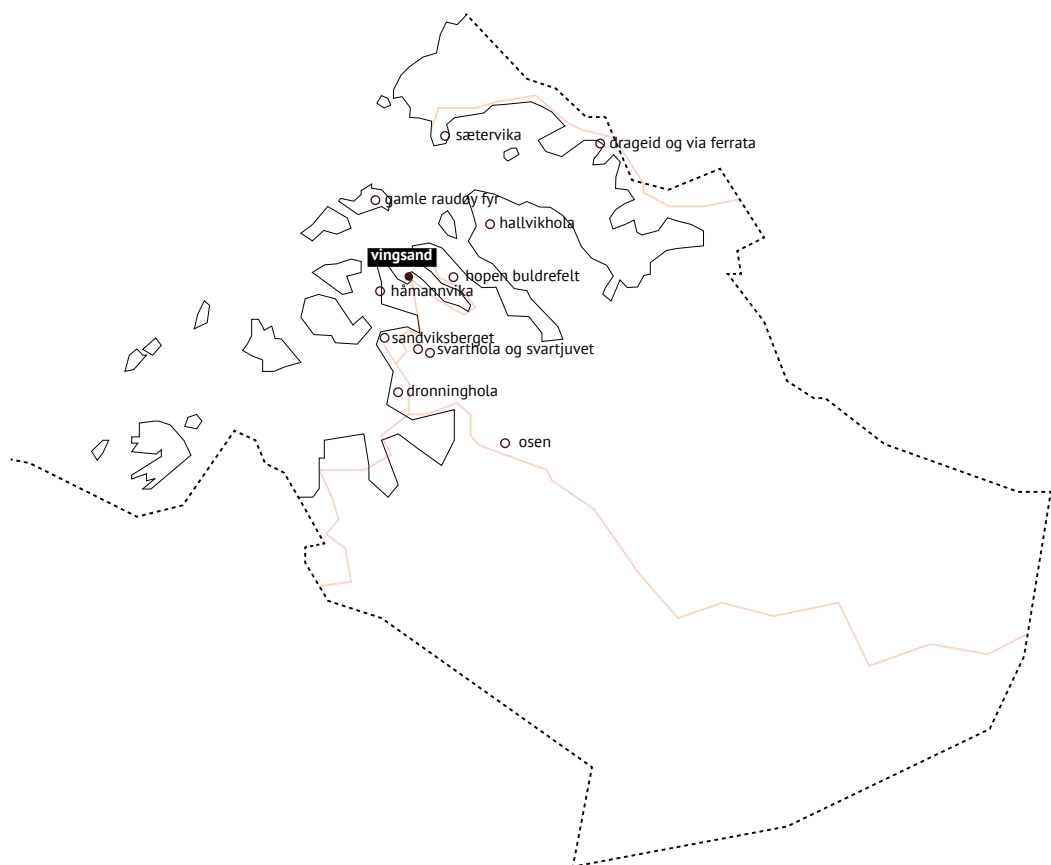 sætervika
drageid og via ferrata
gamle raudøy fyr
hallvikhola
vingsand
hopen buldrefelt
håmannvika
sandviksberget
svarthola og svartjuvet
dronninghola
osen